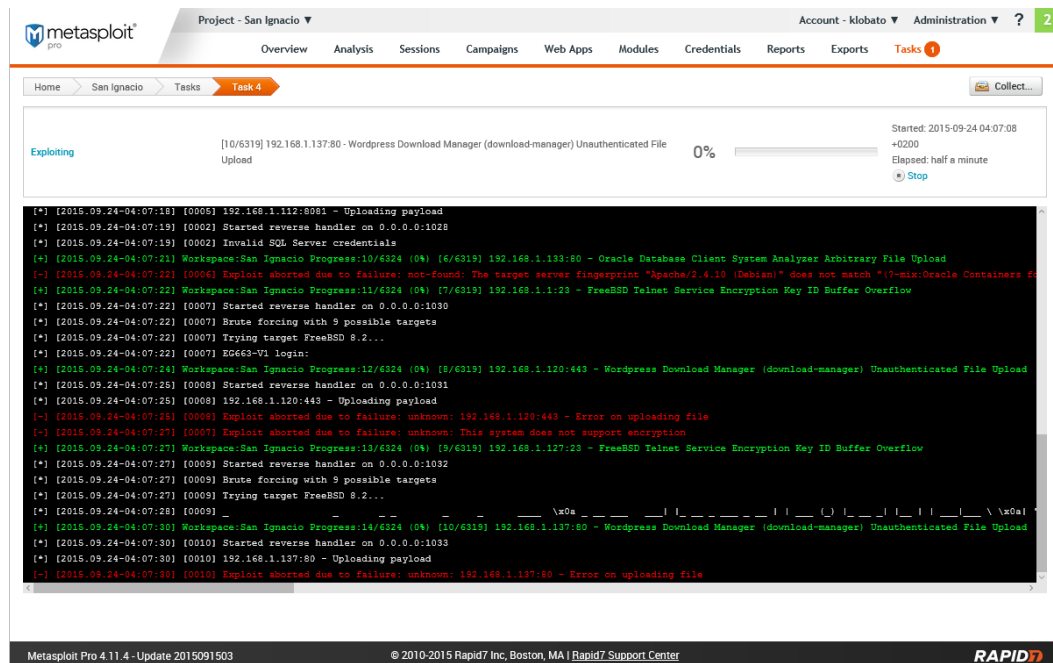 metasploit®
pro
Project - San Ignacio ▼
Account - klobato ▼ Administration ▼ ? 2
Overview Analysis Sessions Campaigns Web Apps Modules Credentials Reports Exports Tasks 1
Home San Ignacio Tasks Task 4
Collect...
Exploiting
[10/6319] 192.168.1.137:80 - Wordpress Download Manager (download-manager) Unauthenticated File
Upload
0%
Started: 2015-09-24 04:07:08
+0200
Elapsed: half a minute
Stop
[*] [2015.09.24-04:07:18] [0005] 192.168.1.112:8081 - Uploading payload
[*] [2015.09.24-04:07:19] [0002] Started reverse handler on 0.0.0.0:1028
[*] [2015.09.24-04:07:19] [0002] Invalid SQL Server credentials
[+] [2015.09.24-04:07:21] Workspace:San Ignacio Progress:10/6324 (0%) [6/6319] 192.168.1.133:80 - Oracle Database Client System Analyzer Arbitrary File Upload
[-] [2015.09.24-04:07:22] [0006] Exploit aborted due to failure: not-found: The target server fingerprint "Apache/2.4.10 (Debian)" does not match "(?-mix:Oracle Containers fo
[+] [2015.09.24-04:07:22] Workspace:San Ignacio Progress:11/6324 (0%) [7/6319] 192.168.1.1:23 - FreeBSD Telnet Service Encryption Key ID Buffer Overflow
[*] [2015.09.24-04:07:22] [0007] Started reverse handler on 0.0.0.0:1030
[*] [2015.09.24-04:07:22] [0007] Brute forcing with 9 possible targets
[*] [2015.09.24-04:07:22] [0007] Trying target FreeBSD 8.2...
[*] [2015.09.24-04:07:22] [0007] EG663-V1 login:
[+] [2015.09.24-04:07:24] Workspace:San Ignacio Progress:12/6324 (0%) [8/6319] 192.168.1.120:443 - Wordpress Download Manager (download-manager) Unauthenticated File Upload
[*] [2015.09.24-04:07:25] [0008] Started reverse handler on 0.0.0.0:1031
[*] [2015.09.24-04:07:25] [0008] 192.168.1.120:443 - Uploading payload
[-] [2015.09.24-04:07:25] [0008] Exploit aborted due to failure: unknown: 192.168.1.120:443 - Error on uploading file
[-] [2015.09.24-04:07:27] [0007] Exploit aborted due to failure: unknown: This system does not support encryption
[+] [2015.09.24-04:07:27] Workspace:San Ignacio Progress:13/6324 (0%) [9/6319] 192.168.1.127:23 - FreeBSD Telnet Service Encryption Key ID Buffer Overflow
[*] [2015.09.24-04:07:27] [0009] Started reverse handler on 0.0.0.0:1032
[*] [2015.09.24-04:07:27] [0009] Brute forcing with 9 possible targets
[*] [2015.09.24-04:07:27] [0009] Trying target FreeBSD 8.2...
[*] [2015.09.24-04:07:28] [0009] _ _ _ _ _ _ ____ \x0a _ __ ___ ___| |_ __ _ ___ _ __ | | ___ (_) |_ __ _| |__ | | ___|___ \ \x0a| '
[+] [2015.09.24-04:07:30] Workspace:San Ignacio Progress:14/6324 (0%) [10/6319] 192.168.1.137:80 - Wordpress Download Manager (download-manager) Unauthenticated File Upload
[*] [2015.09.24-04:07:30] [0010] Started reverse handler on 0.0.0.0:1033
[*] [2015.09.24-04:07:30] [0010] 192.168.1.137:80 - Uploading payload
[-] [2015.09.24-04:07:30] [0010] Exploit aborted due to failure: unknown: 192.168.1.137:80 - Error on uploading file
Metasploit Pro 4.11.4 - Update 2015091503
© 2010-2015 Rapid7 Inc, Boston, MA | Rapid7 Support Center
RAPID7